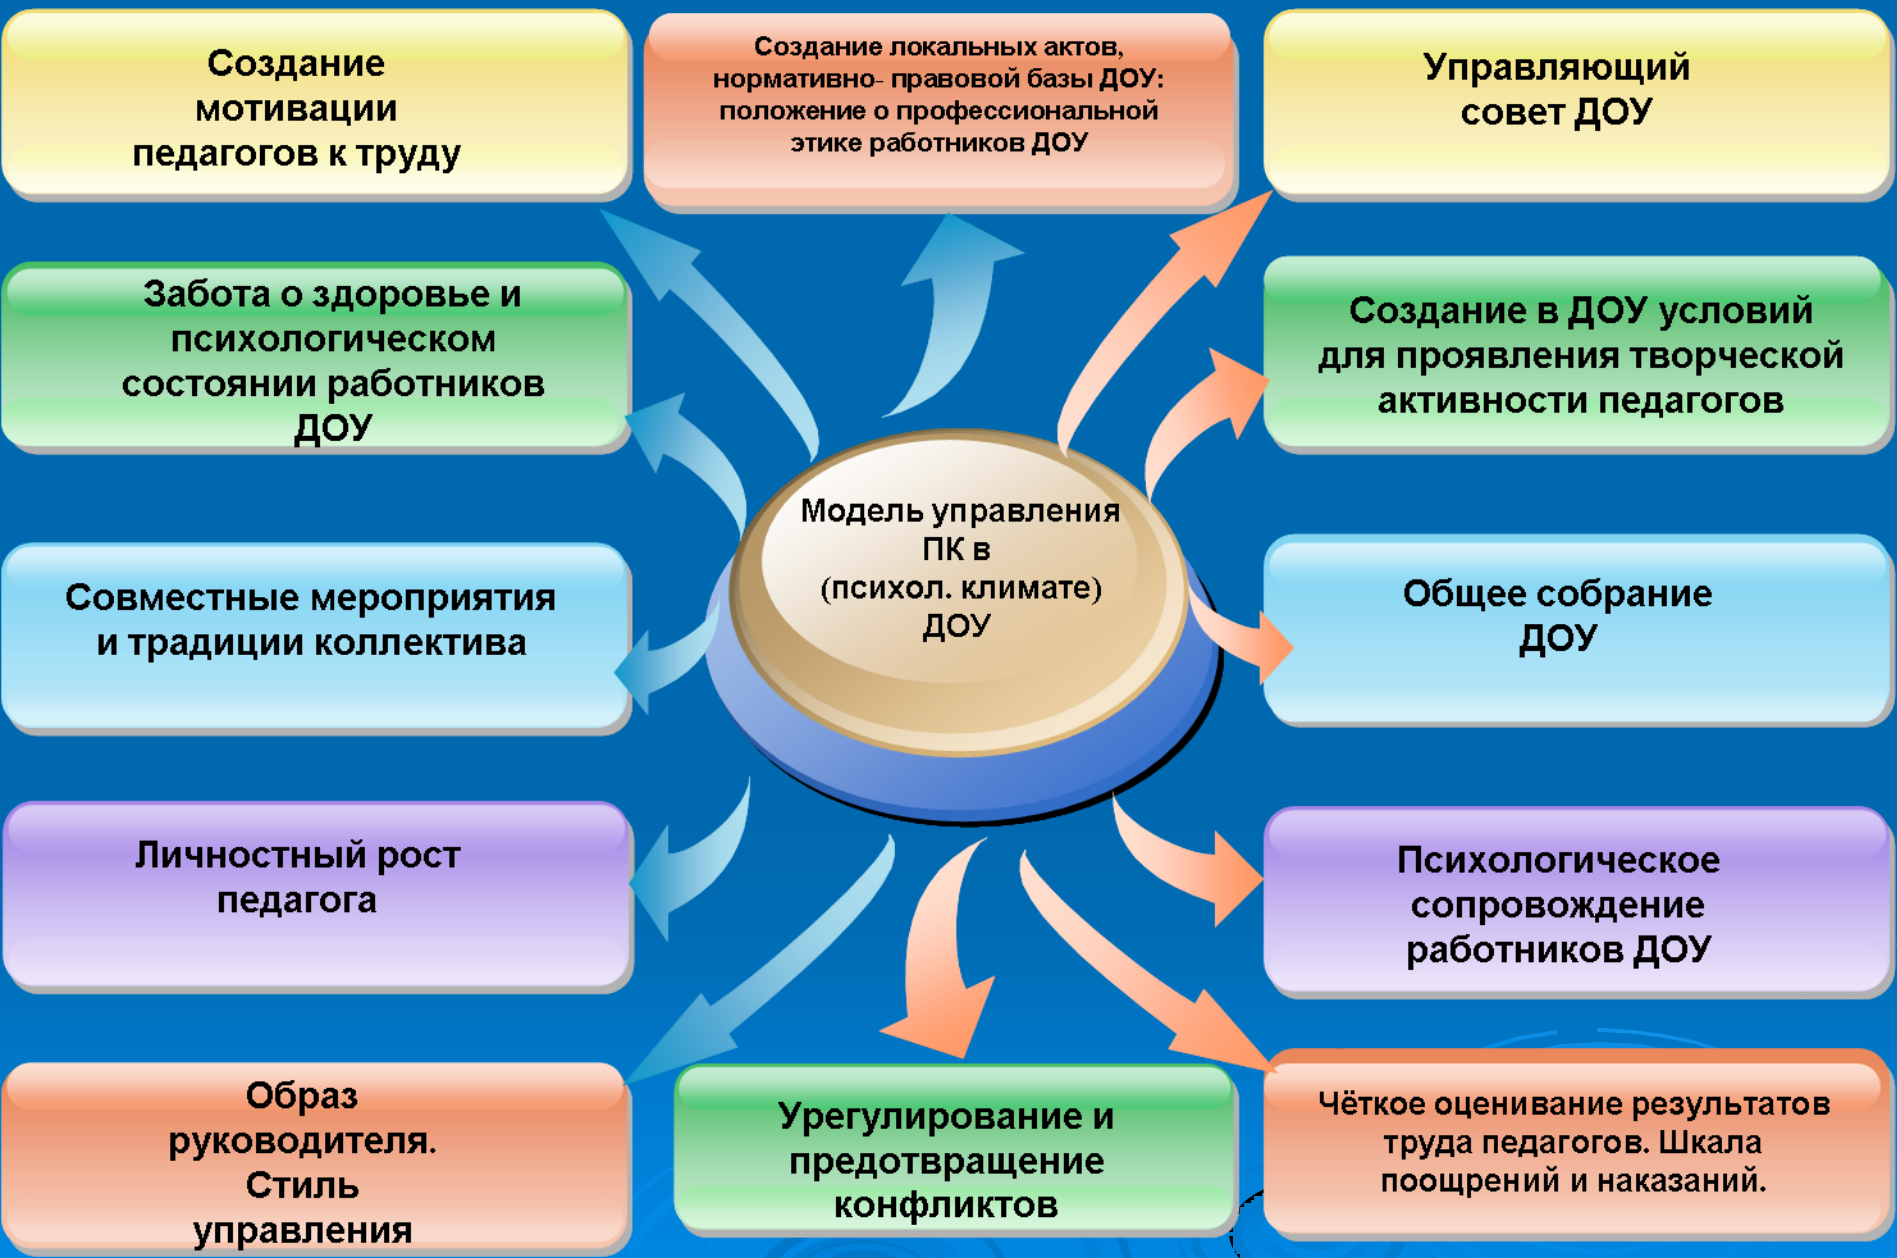 Создание
мотивации
педагогов к труду
Создание локальных актов,
нормативно- правовой базы ДОУ:
положение о профессиональной
этике работников ДОУ
Управляющий
совет ДОУ
Забота о здоровье и
психологическом
состоянии работников
ДОУ
Создание в ДОУ условий
для проявления творческой
активности педагогов
Модель управления
ПК в
(психол. климате)
ДОУ
Совместные мероприятия
и традиции коллектива
Общее собрание
ДОУ
Личностный рост
педагога
Психологическое
сопровождение
работников ДОУ
Образ
руководителя.
Стиль
управления
Урегулирование и
предотвращение
конфликтов
Чёткое оценивание результатов
труда педагогов. Шкала
поощрений и наказаний.